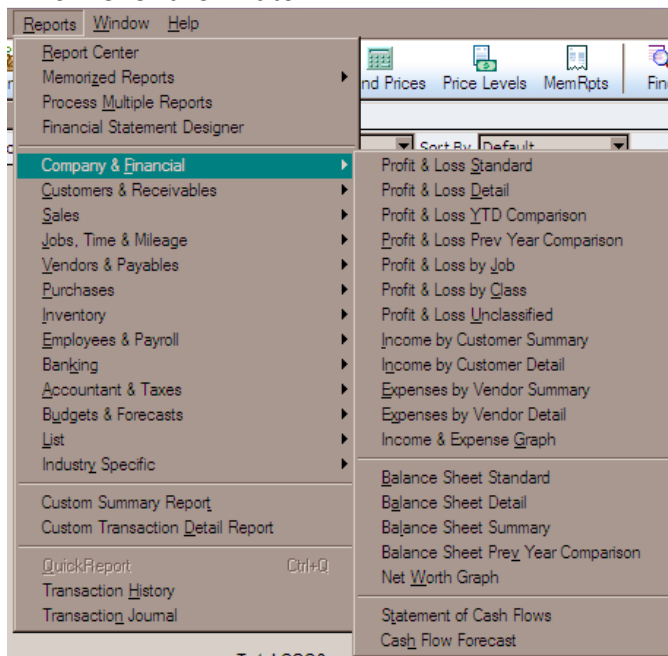 Reports Window Help
nd Prices Price Levels MemRpts Fin
Sort By Default
Report Center
Memorized Reports
Process Multiple Reports
Financial Statement Designer
Company & Financial
Customers & Receivables
Sales
Jobs, Time & Mileage
Vendors & Payables
Purchases
Inventory
Employees & Payroll
Banking
Accountant & Taxes
Budgets & Forecasts
List
Industry Specific
Custom Summary Report
Custom Transaction Detail Report
QuickReport Ctrl+Q
Transaction History
Transaction Journal
Profit & Loss Standard
Profit & Loss Detail
Profit & Loss YTD Comparison
Profit & Loss Prev Year Comparison
Profit & Loss by Job
Profit & Loss by Class
Profit & Loss Unclassified
Income by Customer Summary
Income by Customer Detail
Expenses by Vendor Summary
Expenses by Vendor Detail
Income & Expense Graph
Balance Sheet Standard
Balance Sheet Detail
Balance Sheet Summary
Balance Sheet Prev Year Comparison
Net Worth Graph
Statement of Cash Flows
Cash Flow Forecast